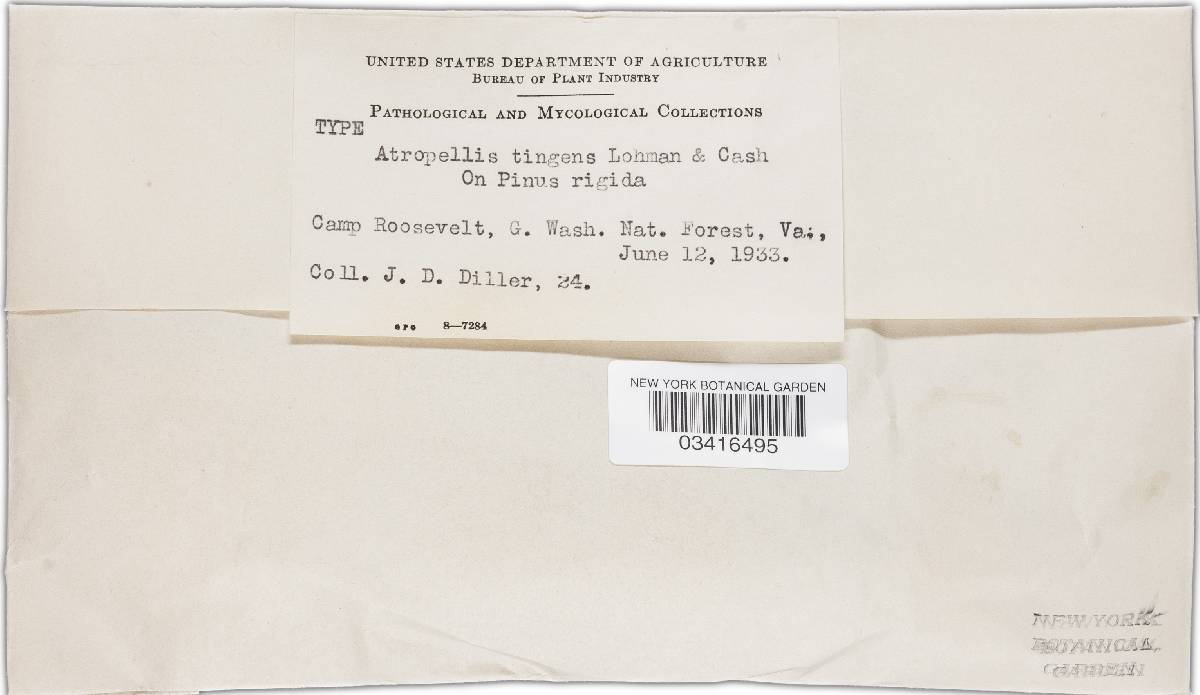 UNITED STATES DEPARTMENT OF AGRICULTURE
BUREAU OF PLANT INDUSTRY
PATHOLOGICAL AND MYCOLOGICAL COLLECTIONS
TYPE
Atropellis tingens Lohman & Cash
On Pinus rigida
Camp Roosevelt, G. Wash. Nat. Forest, Va.,
June 12, 1933.
Coll. J. D. Diller, 24.
GPO 8—7284
NEW YORK BOTANICAL GARDEN
03416495
NEW YORK
BOTANICAL
GARDEN